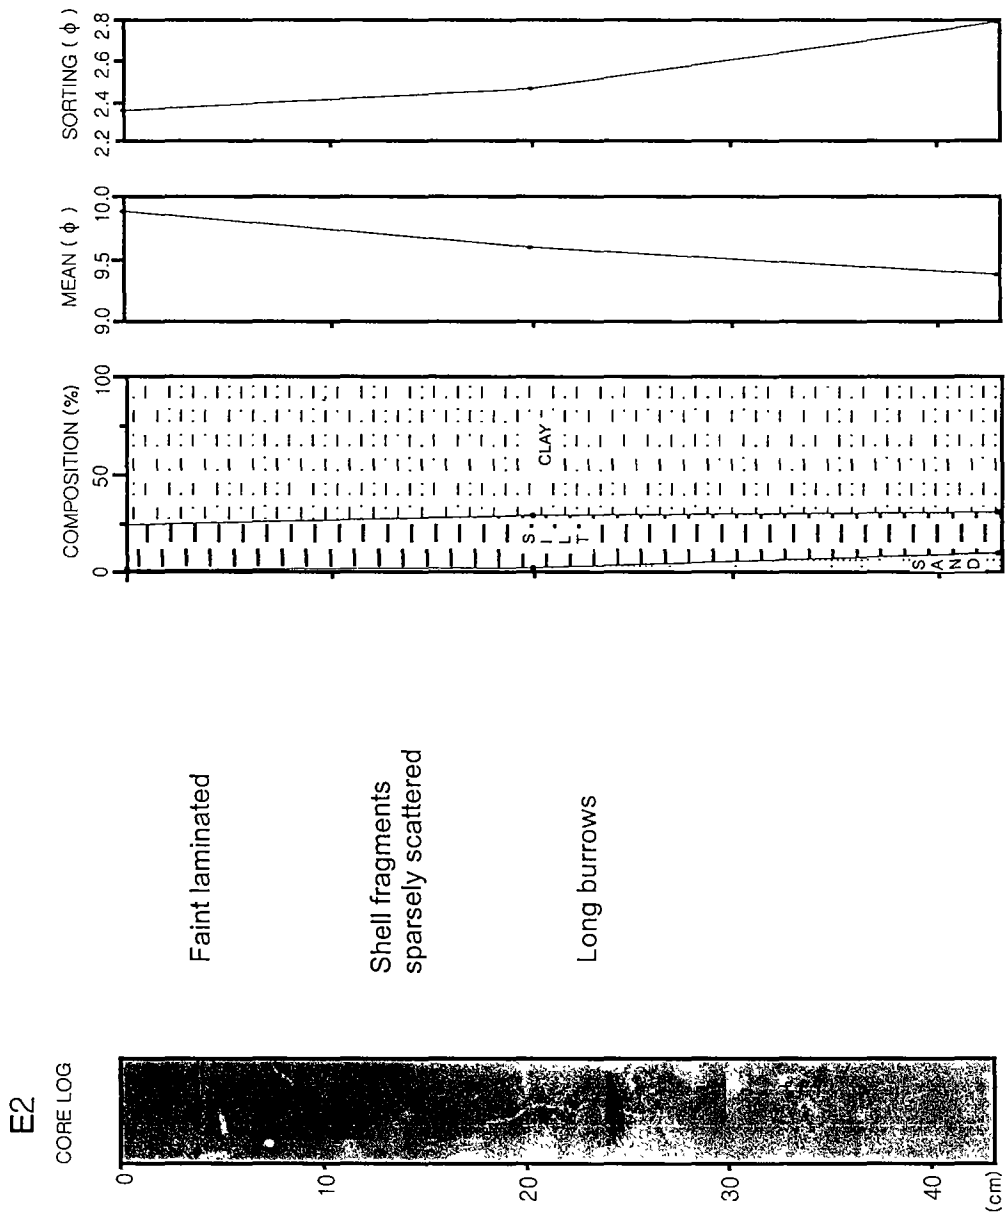 E2
CORE LOG
0
10
20
30
40
(cm)
Faint laminated
Shell fragments
sparsely scattered
Long burrows
COMPOSITION (%)
0
50
100
CLAY
SILT
SAND
MEAN ( φ )
9.0
9.5
10.0
SORTING ( φ )
2.2
2.4
2.6
2.8